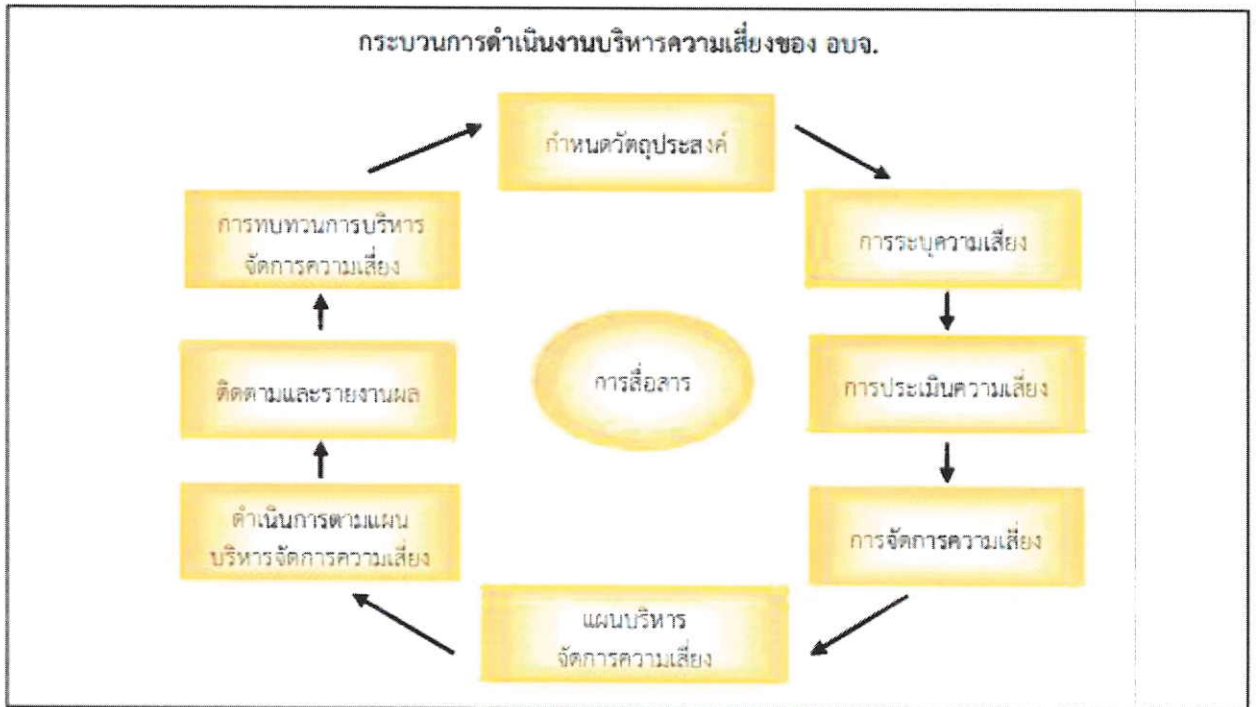 กระบวนการดำเนินงานบริหารความเสี่ยงของ อบจ.
กำหนดวัตถุประสงค์
การระบุความเสี่ยง
การประเมินความเสี่ยง
การจัดการความเสี่ยง
แผนบริหาร
จัดการความเสี่ยง
ดำเนินการตามแผน
บริหารจัดการความเสี่ยง
ติดตามและรายงานผล
การทบทวนการบริหาร
จัดการความเสี่ยง
การสื่อสาร